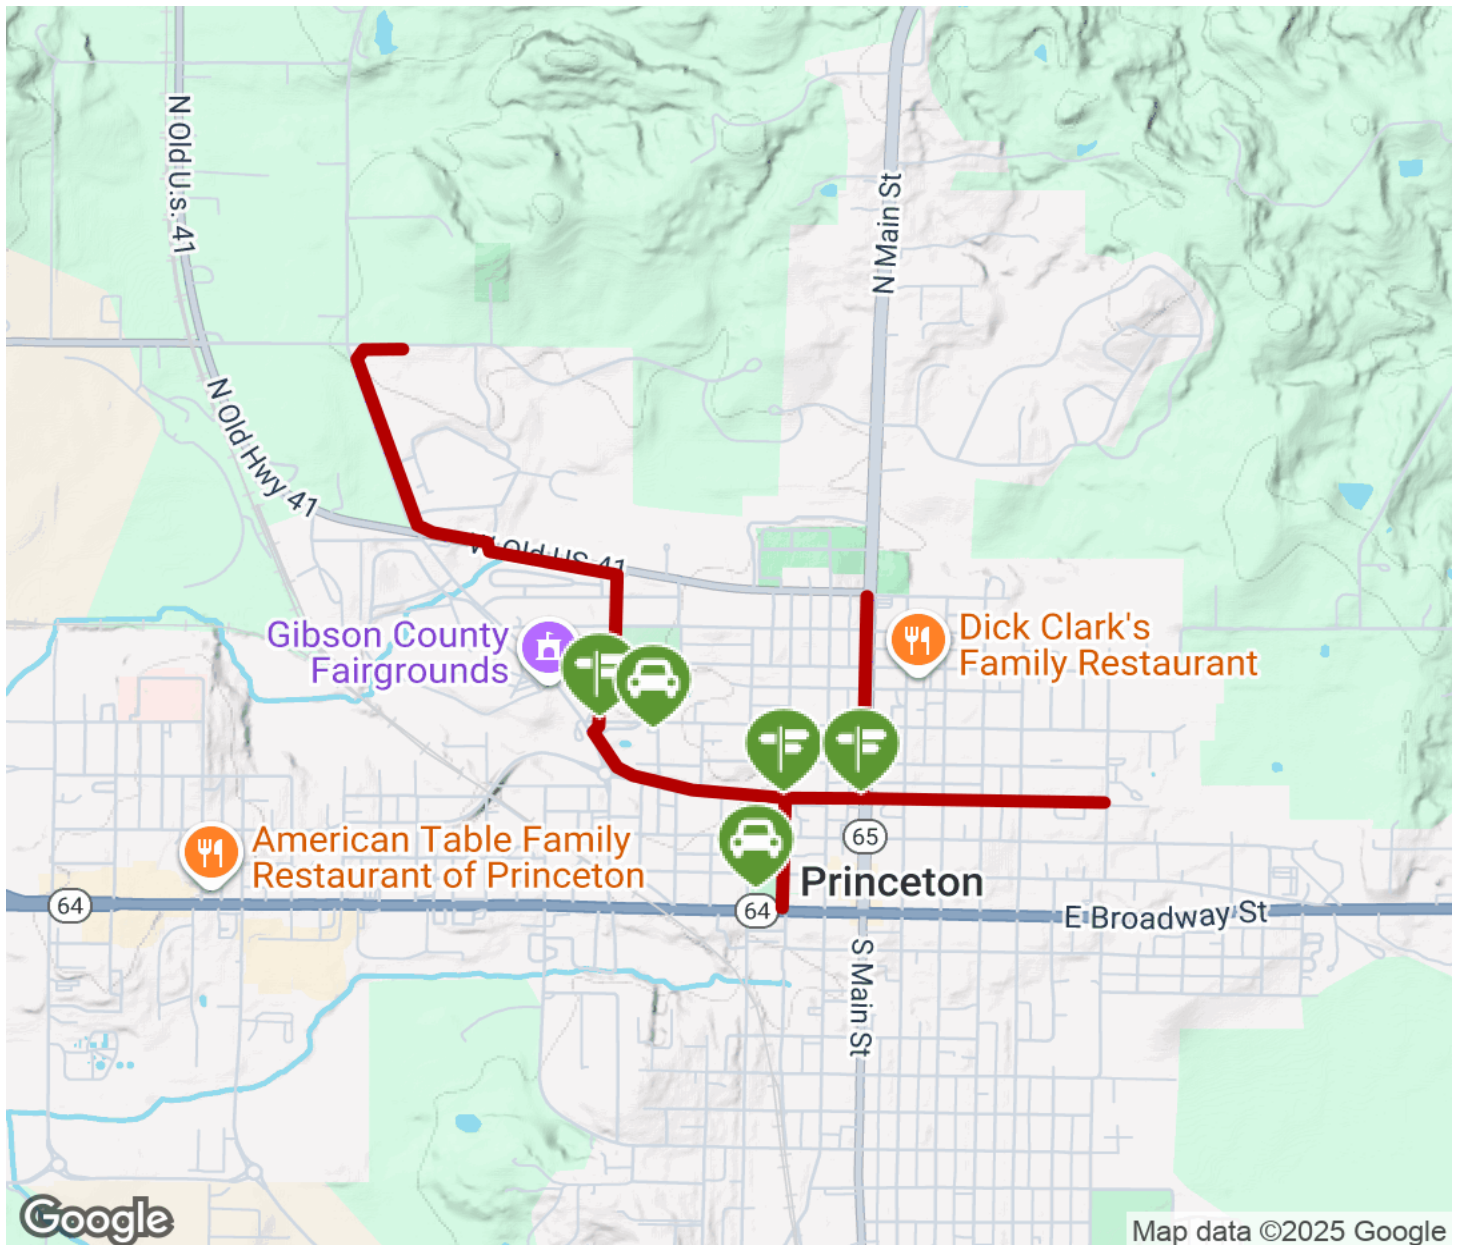 N Old U.s. 41
N Main St
N Old Hwy 41
W Old US 41
Gibson County
Fairgrounds
Dick Clark's
Family Restaurant
65
American Table Family
Restaurant of Princeton
Princeton
64
64
E Broadway St
S Main St
Google
Map data ©2025 Google